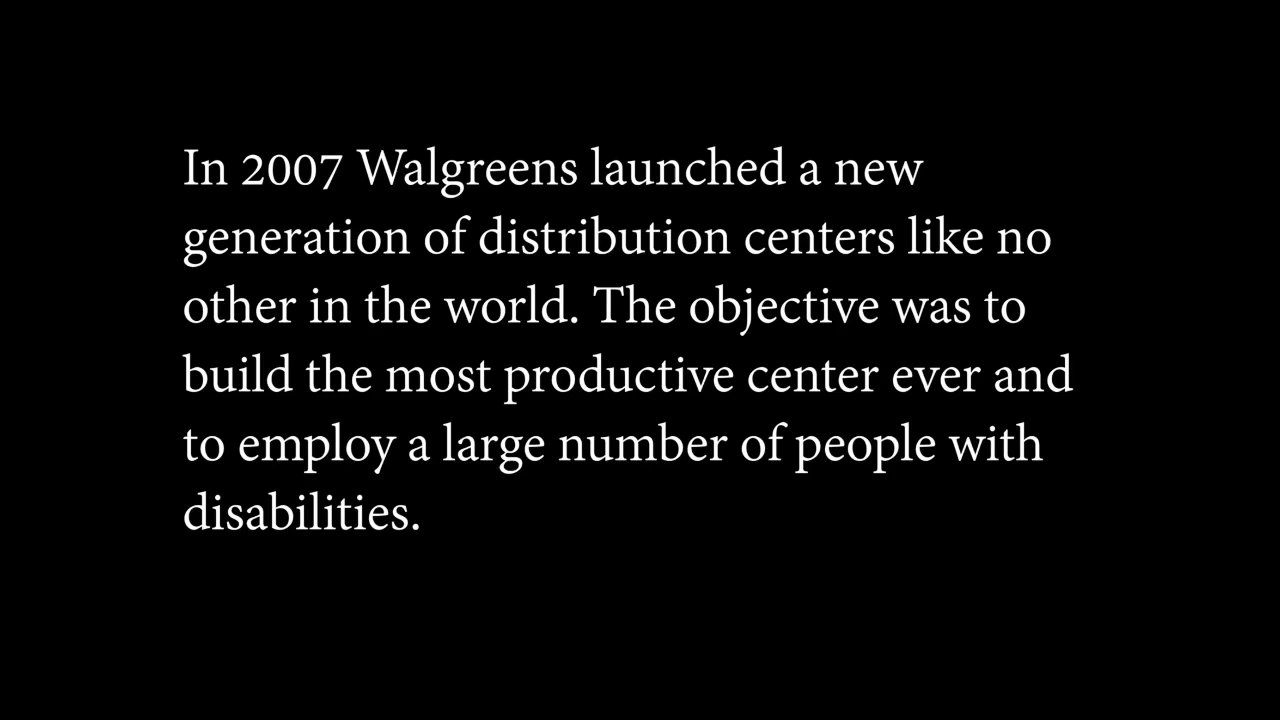 In 2007 Walgreens launched a new
generation of distribution centers like no
other in the world. The objective was to
build the most productive center ever and
to employ a large number of people with
disabilities.